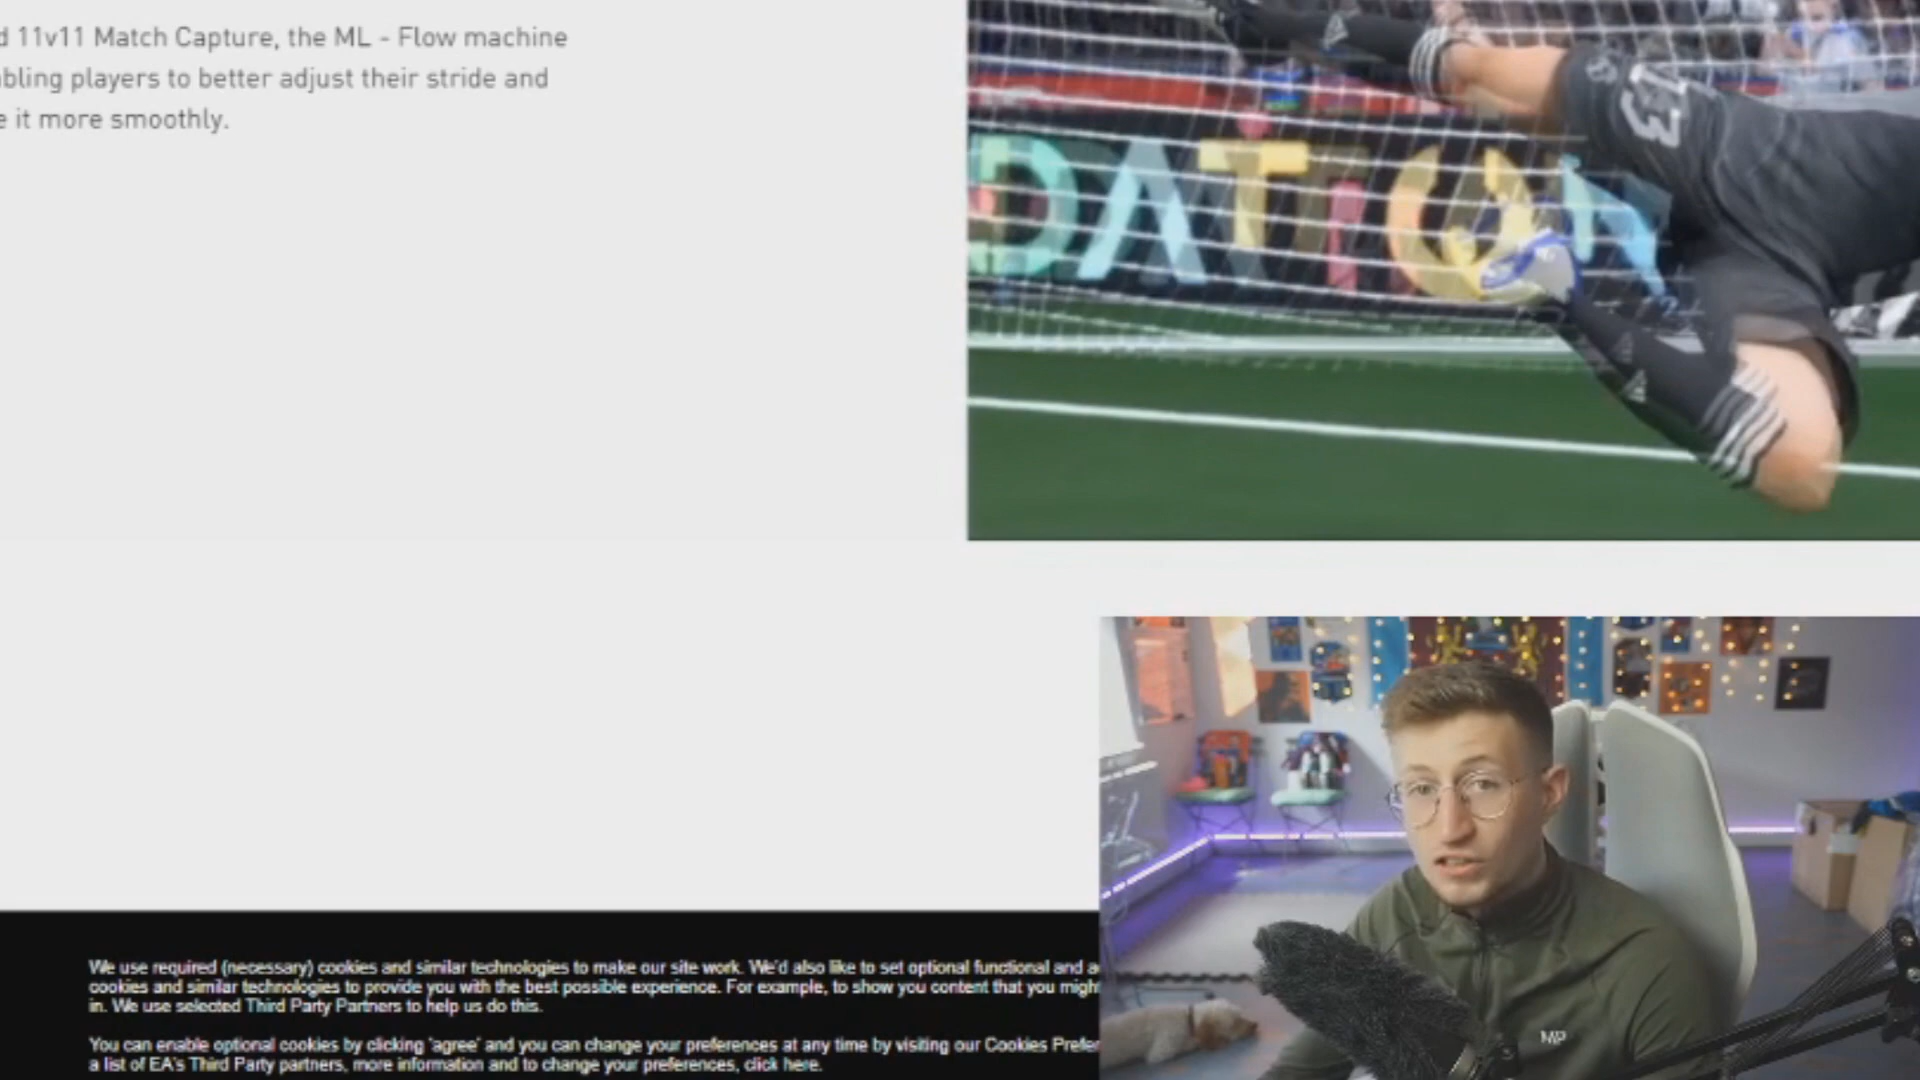 d 11v11 Match Capture, the ML - Flow machine
bling players to better adjust their stride and
e it more smoothly.
13
DATION
We use required (necessary) cookies and similar technologies to make our site work. We'd also like to set optional functional and a
cookies and similar technologies to provide you with the best possible experience. For example, to show you content that you migh
in. We use selected Third Party Partners to help us do this.
You can enable optional cookies by clicking 'agree' and you can change your preferences at any time by visiting our Cookies Prefer
a list of EA's Third Party partners, more information and to change your preferences, click here.
MP